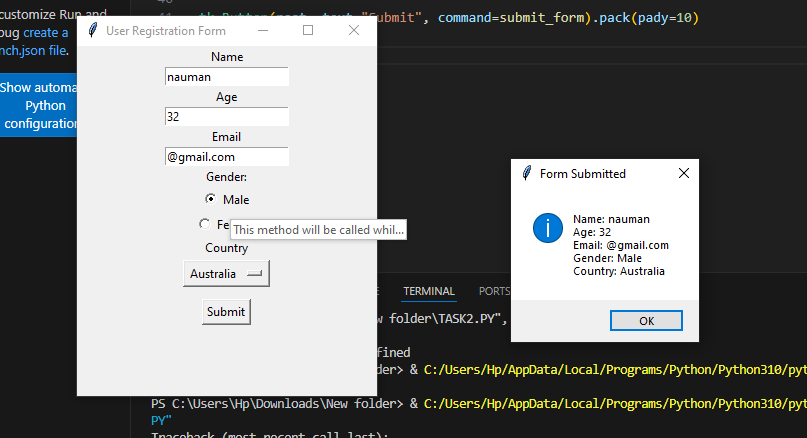 customize Run and
bug create a
nch.json file.
Show automa
Python
configuration
tk.Button(root, text="Submit", command=submit_form).pack(pady=10)
User Registration Form
Name
nauman
Age
32
Email
@gmail.com
Gender:
Male
Fe
This method will be called whil...
Country
Australia
Submit
Form Submitted
Name: nauman
Age: 32
Email: @gmail.com
Gender: Male
Country: Australia
OK
TERMINAL
PORTS
w folder\TASK2.PY",
fined
der> & C:/Users/Hp/AppData/Local/Programs/Python/Python310/pyt
PS C:\Users\Hp\Downloads\New folder> & C:/Users/Hp/AppData/Local/Programs/Python/Python310/pyt
PY"
Traceback (most recent call last):